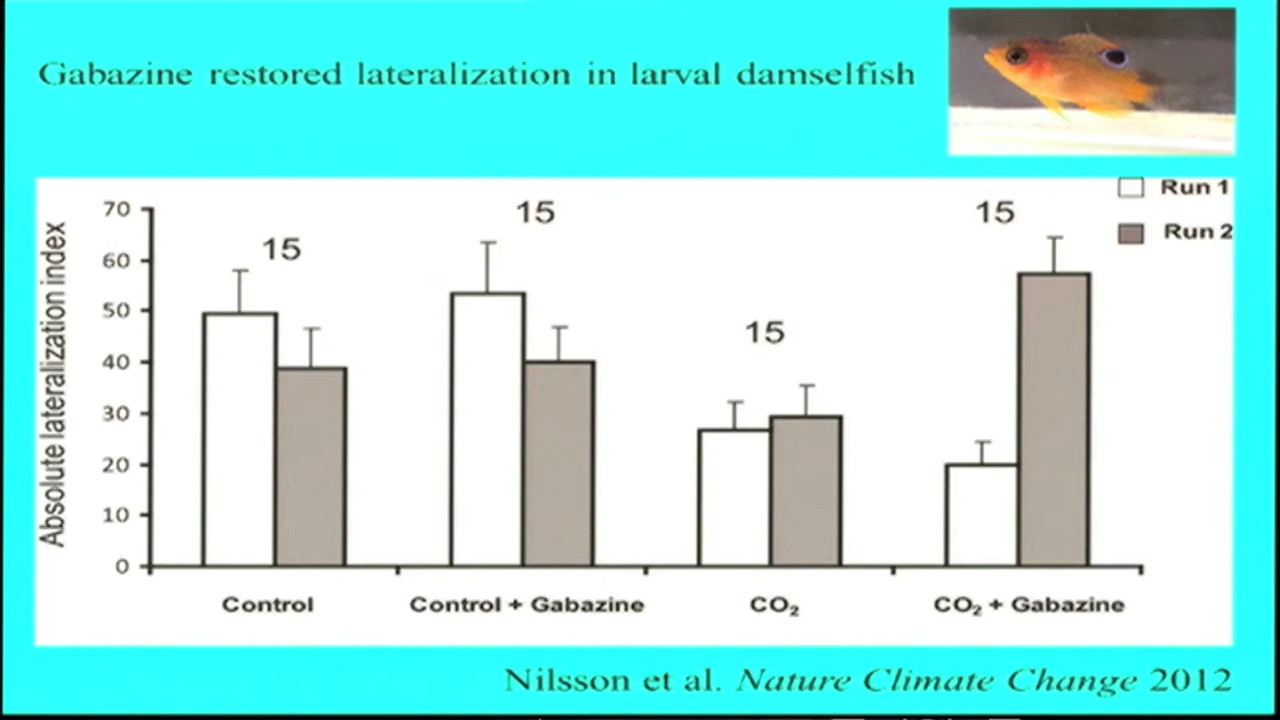 Gabazine restored lateralization in larval damselfish
Run 1
Run 2
Absolute lateralization index
70
60
50
40
30
20
10
0
15
15
15
15
Control
Control + Gabazine
CO₂
CO₂ + Gabazine
Nilsson et al. Nature Climate Change 2012